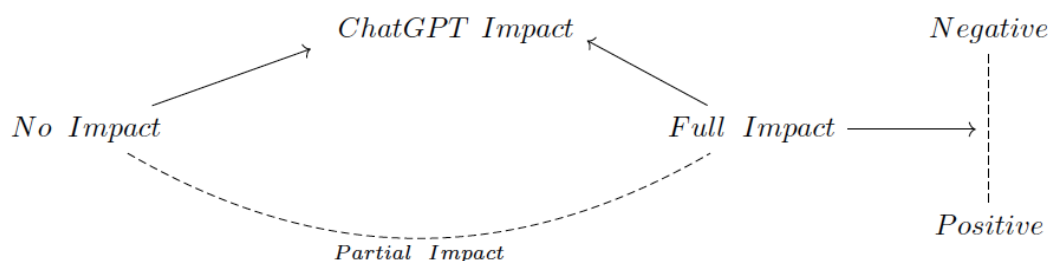 ChatGPT Impact
Negative
No Impact
Full Impact
Positive
Partial Impact